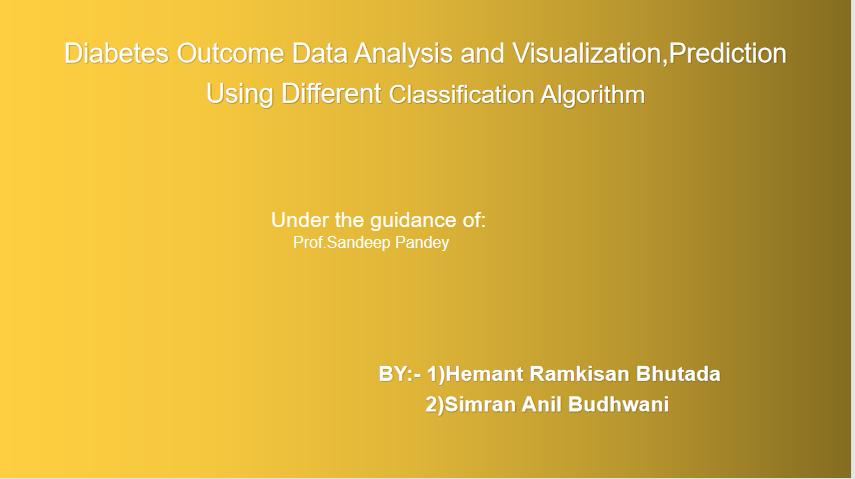 Diabetes Outcome Data Analysis and Visualization,Prediction
Using Different Classification Algorithm
Under the guidance of:
Prof.Sandeep Pandey
BY:- 1)Hemant Ramkisan Bhutada
2)Simran Anil Budhwani